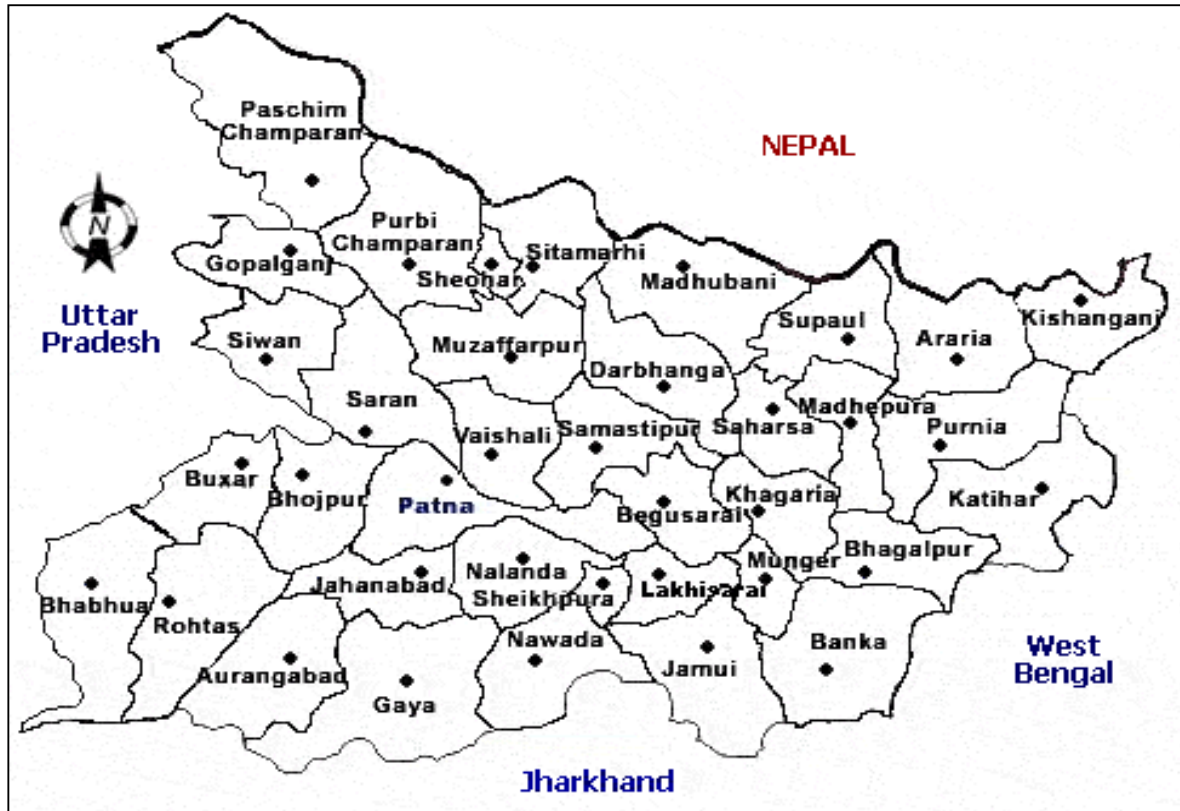 Paschim
Champaran
NEPAL
N
Purbi
Champaran
Gopalganj
Sheohar
Sitamarhi
Madhubani
Uttar
Pradesh
Siwan
Muzaffarpur
Darbhanga
Supaul
Araria
Kishanganj
Saran
Vaishali
Samastipur
Saharsa
Madhepura
Purnia
Buxar
Bhojpur
Patna
Begusarai
Khagaria
Katihar
Bhabhua
Rohtas
Jahanabad
Nalanda
Sheikhpura
Lakhisarai
Munger
Bhagalpur
Aurangabad
Gaya
Nawada
Jamui
Banka
West
Bengal
Jharkhand